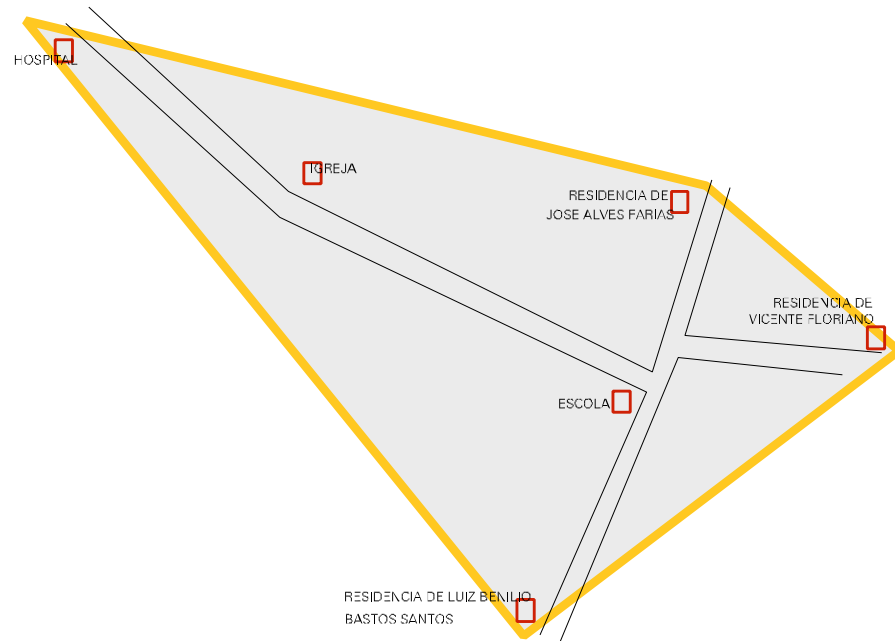 HOSPITAL
IGREJA
RESIDENCIA DE
JOSE ALVES FARIAS
RESIDENCIA DE
VICENTE FLORIANO
ESCOLA
RESIDENCIA DE LUIZ BENILIO
BASTOS SANTOS